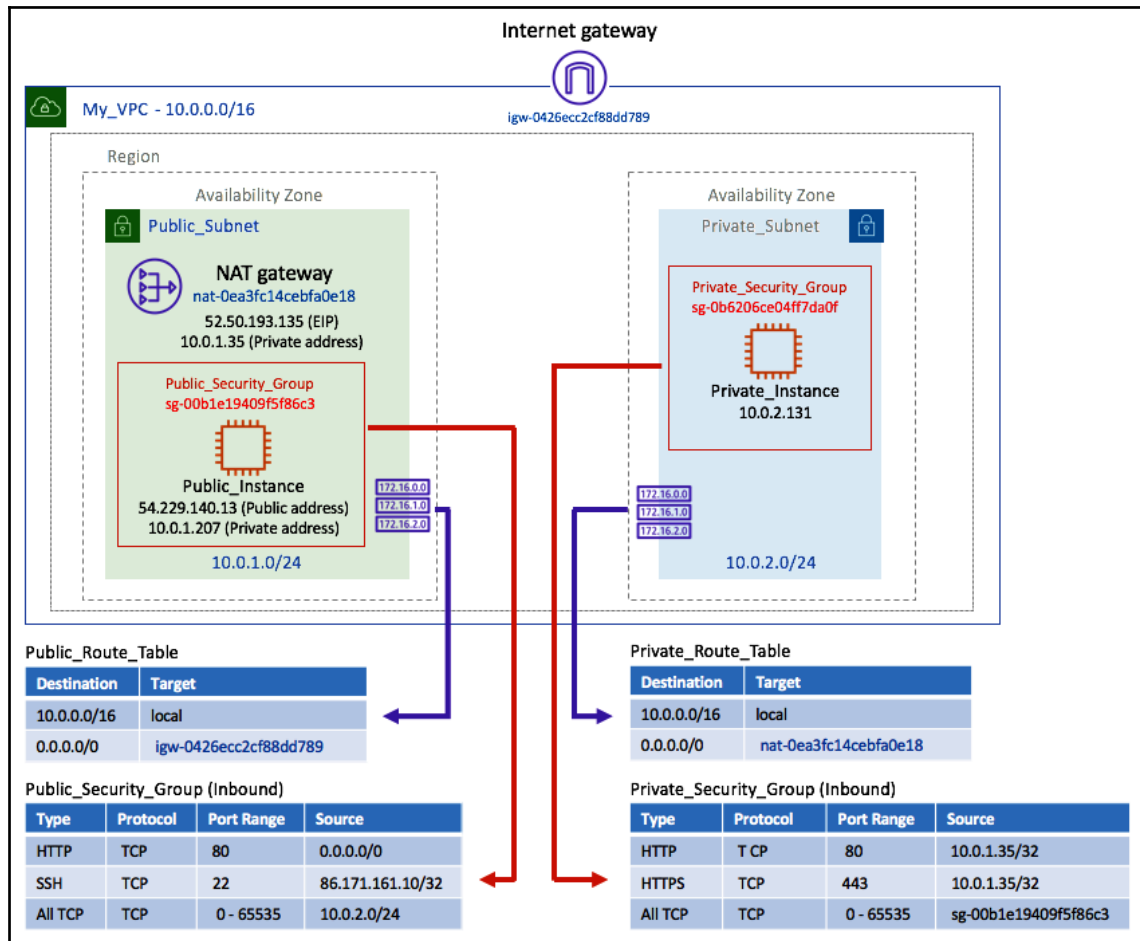 Internet gateway
igw-0426ecc2cf88dd789
My_VPC - 10.0.0.0/16
Region
Availability Zone
Public_Subnet
NAT gateway
nat-0ea3fc14cebfa0e18
52.50.193.135 (EIP)
10.0.1.35 (Private address)
Public_Security_Group
sg-00b1e19409f5f86c3
Public_Instance
54.229.140.13 (Public address)
10.0.1.207 (Private address)
172.16.0.0
172.16.1.0
172.16.2.0
10.0.1.0/24
Availability Zone
Private_Subnet
Private_Security_Group
sg-0b6206ce04ff7da0f
Private_Instance
10.0.2.131
172.16.0.0
172.16.1.0
172.16.2.0
10.0.2.0/24
Public_Route_Table
Destination Target
10.0.0.0/16 local
0.0.0.0/0 igw-0426ecc2cf88dd789
Private_Route_Table
Destination Target
10.0.0.0/16 local
0.0.0.0/0 nat-0ea3fc14cebfa0e18
Public_Security_Group (Inbound)
Type Protocol Port Range Source
HTTP TCP 80 0.0.0.0/0
SSH TCP 22 86.171.161.10/32
All TCP TCP 0 - 65535 10.0.2.0/24
Private_Security_Group (Inbound)
Type Protocol Port Range Source
HTTP T CP 80 10.0.1.35/32
HTTPS TCP 443 10.0.1.35/32
All TCP TCP 0 - 65535 sg-00b1e19409f5f86c3